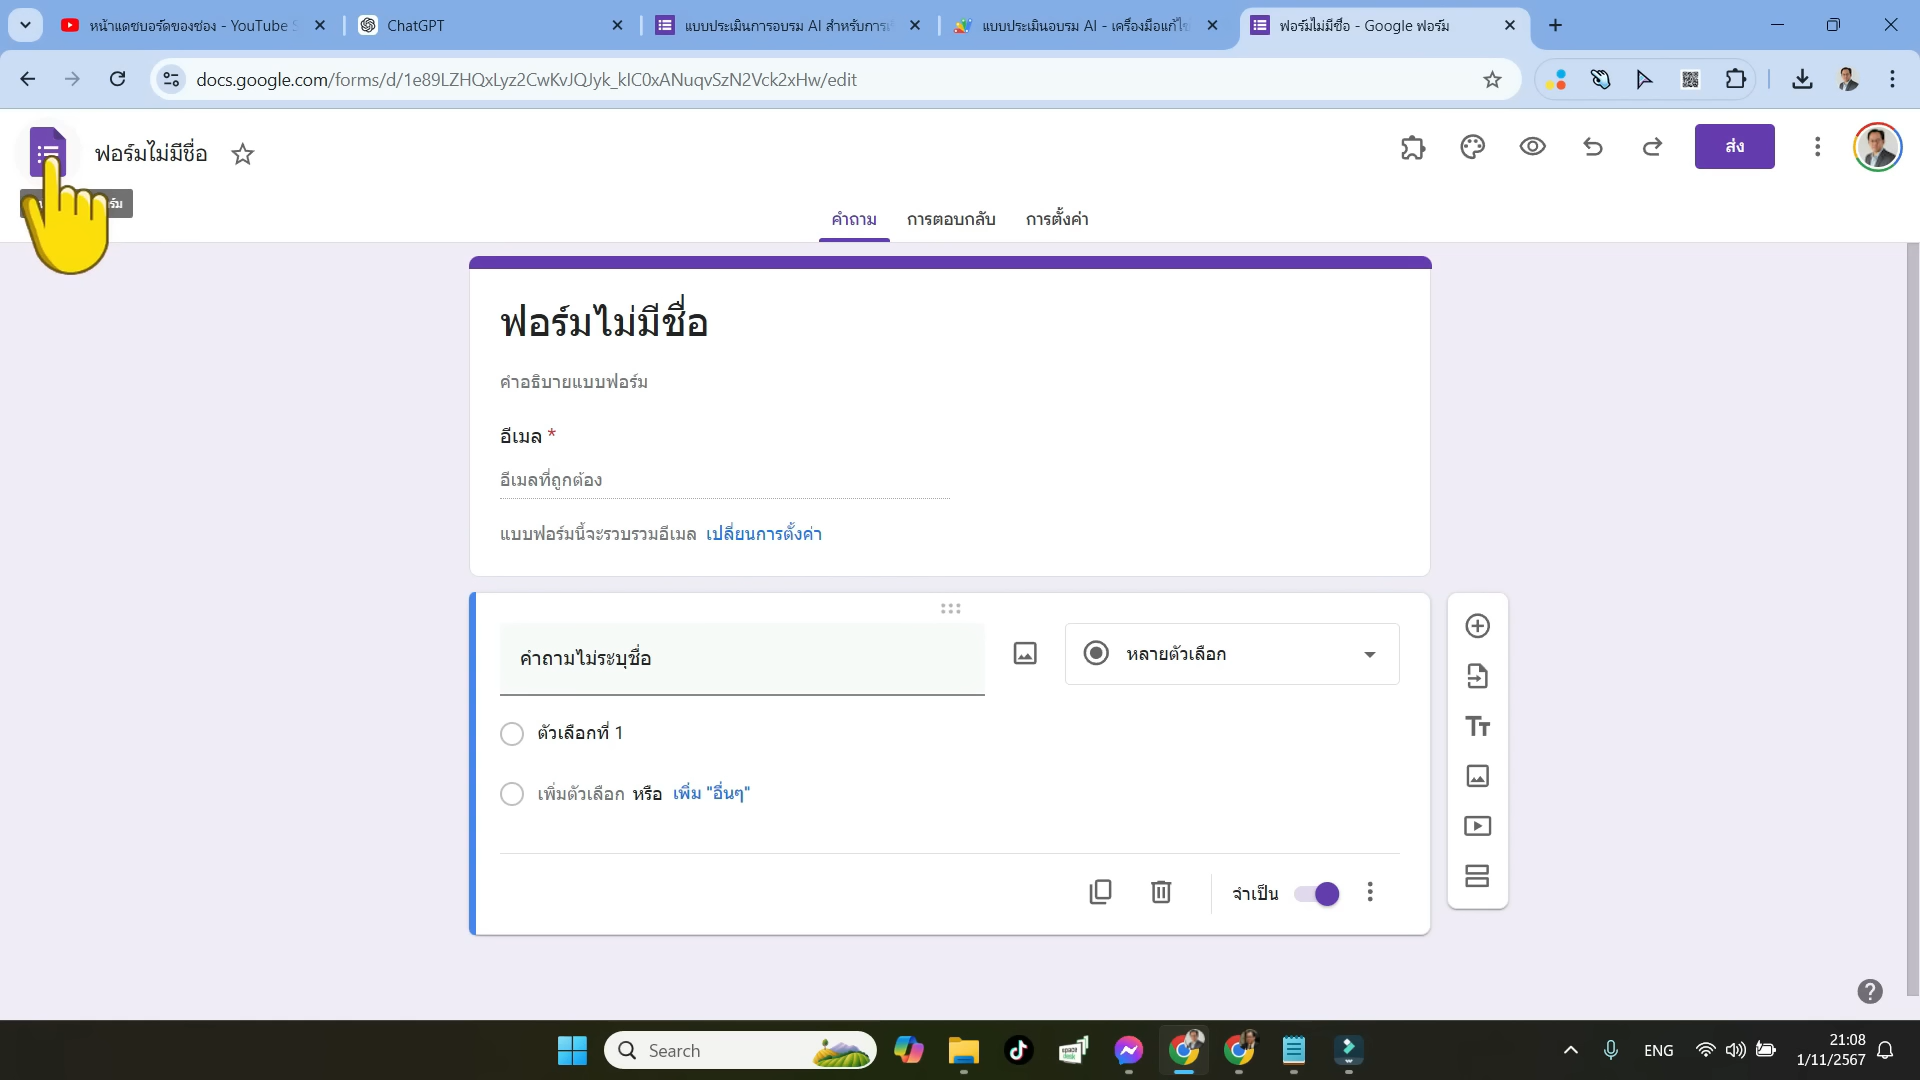 หน้าแดชบอร์ดของช่อง - YouTube S
ChatGPT
แบบประเมินการอบรม AI สำหรับการเ
แบบประเมินอบรม AI - เครื่องมือแก้ไข
ฟอร์มไม่มีชื่อ - Google ฟอร์ม
docs.google.com/forms/d/1e89LZHQxLyz2CwKvJQJyk_kIC0xANuqvSzN2Vck2xHw/edit
ฟอร์มไม่มีชื่อ
ส่ง
คำถาม
การตอบกลับ
การตั้งค่า
ฟอร์มไม่มีชื่อ
คำอธิบายแบบฟอร์ม
อีเมล *
อีเมลที่ถูกต้อง
แบบฟอร์มนี้จะรวบรวมอีเมล เปลี่ยนการตั้งค่า
คำถามไม่ระบุชื่อ
หลายตัวเลือก
ตัวเลือกที่ 1
เพิ่มตัวเลือก หรือ เพิ่ม "อื่นๆ"
จำเป็น
Search
ENG
21:08
1/11/2567